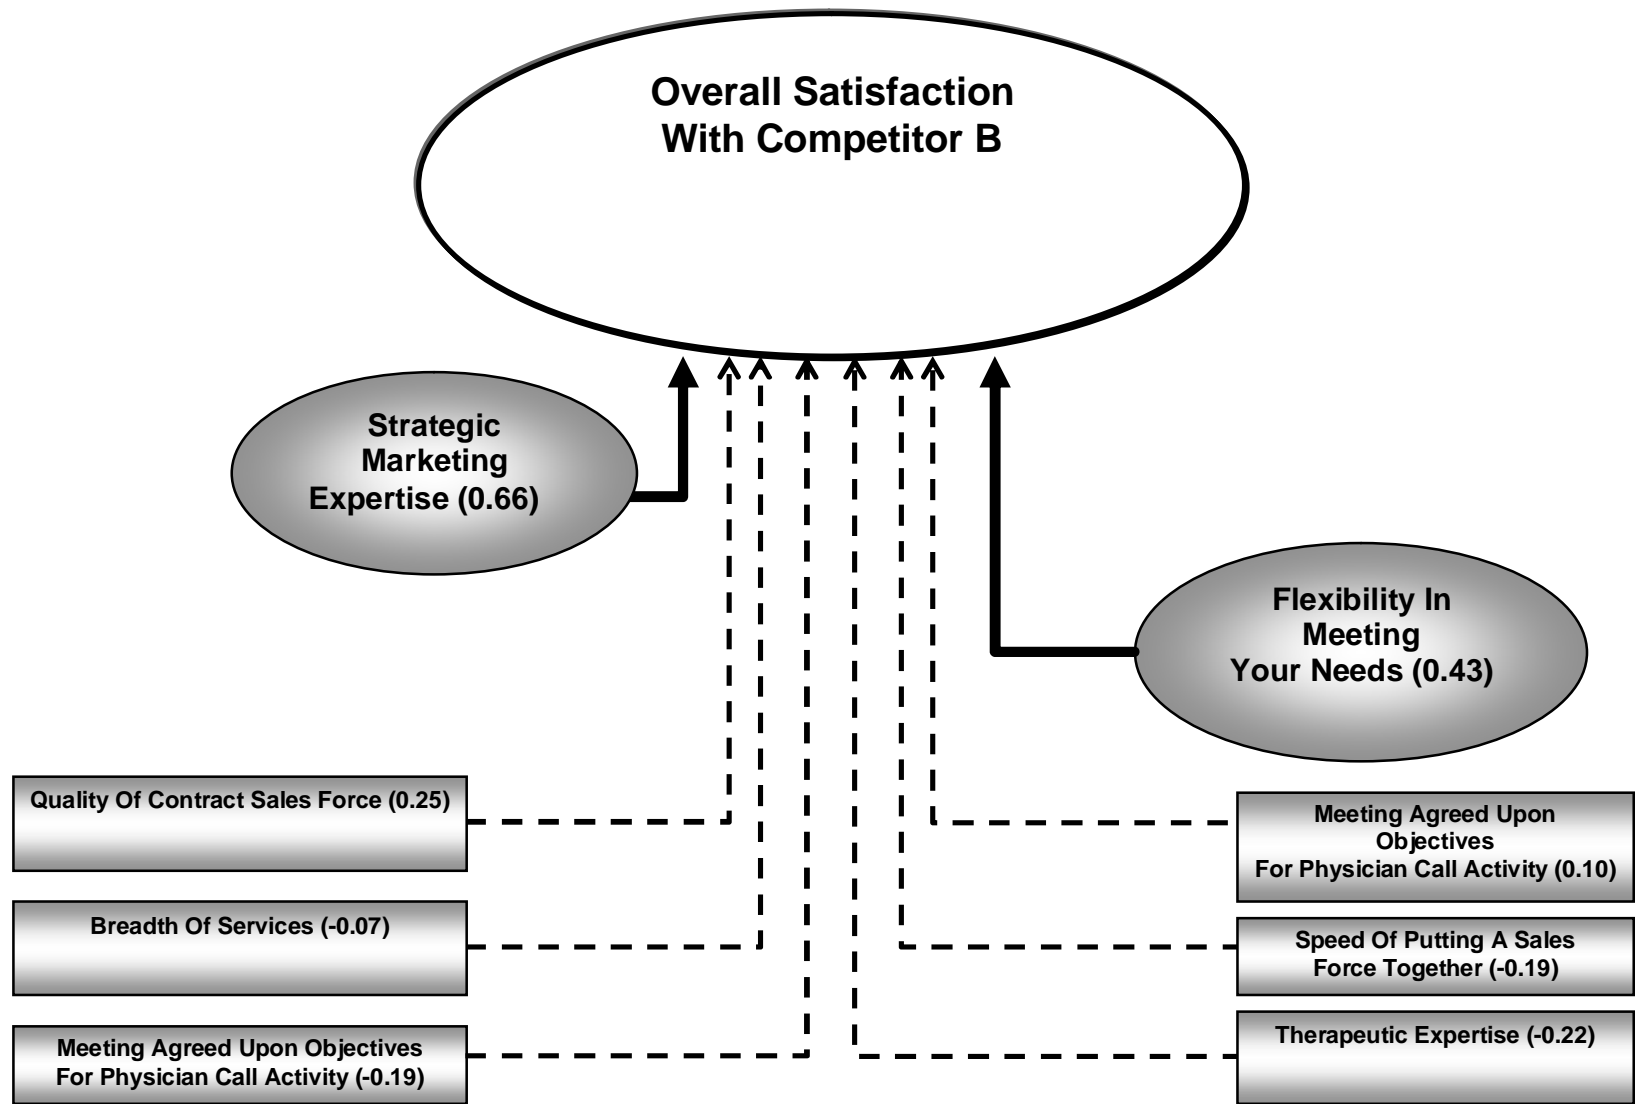 Overall Satisfaction
With Competitor B
Strategic
Marketing
Expertise (0.66)
Flexibility In
Meeting
Your Needs (0.43)
Quality Of Contract Sales Force (0.25)
Breadth Of Services (-0.07)
Meeting Agreed Upon Objectives
For Physician Call Activity (-0.19)
Meeting Agreed Upon
Objectives
For Physician Call Activity (0.10)
Speed Of Putting A Sales
Force Together (-0.19)
Therapeutic Expertise (-0.22)